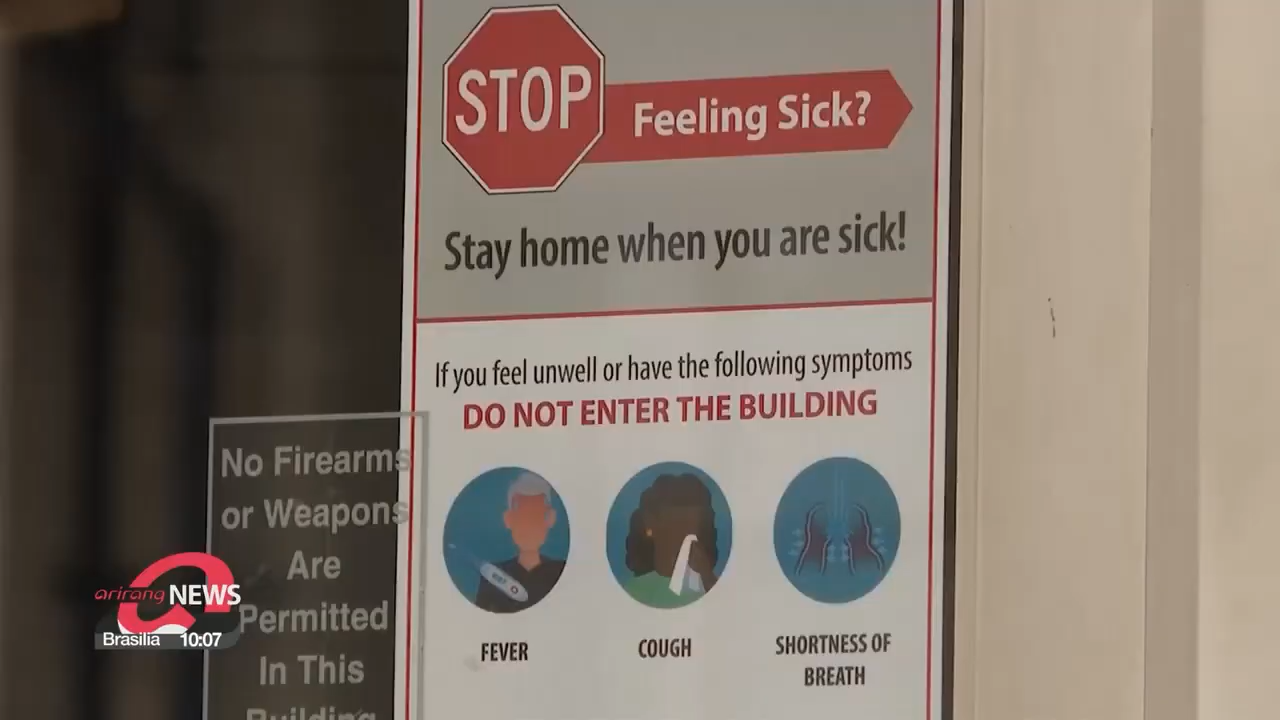 STOP
Feeling Sick?
Stay home when you are sick!
If you feel unwell or have the following symptoms
DO NOT ENTER THE BUILDING
FEVER
COUGH
SHORTNESS OF
BREATH
No Firearms
or Weapons
Are
Permitted
In This
Building
arirang NEWS
Brasilia 10:07